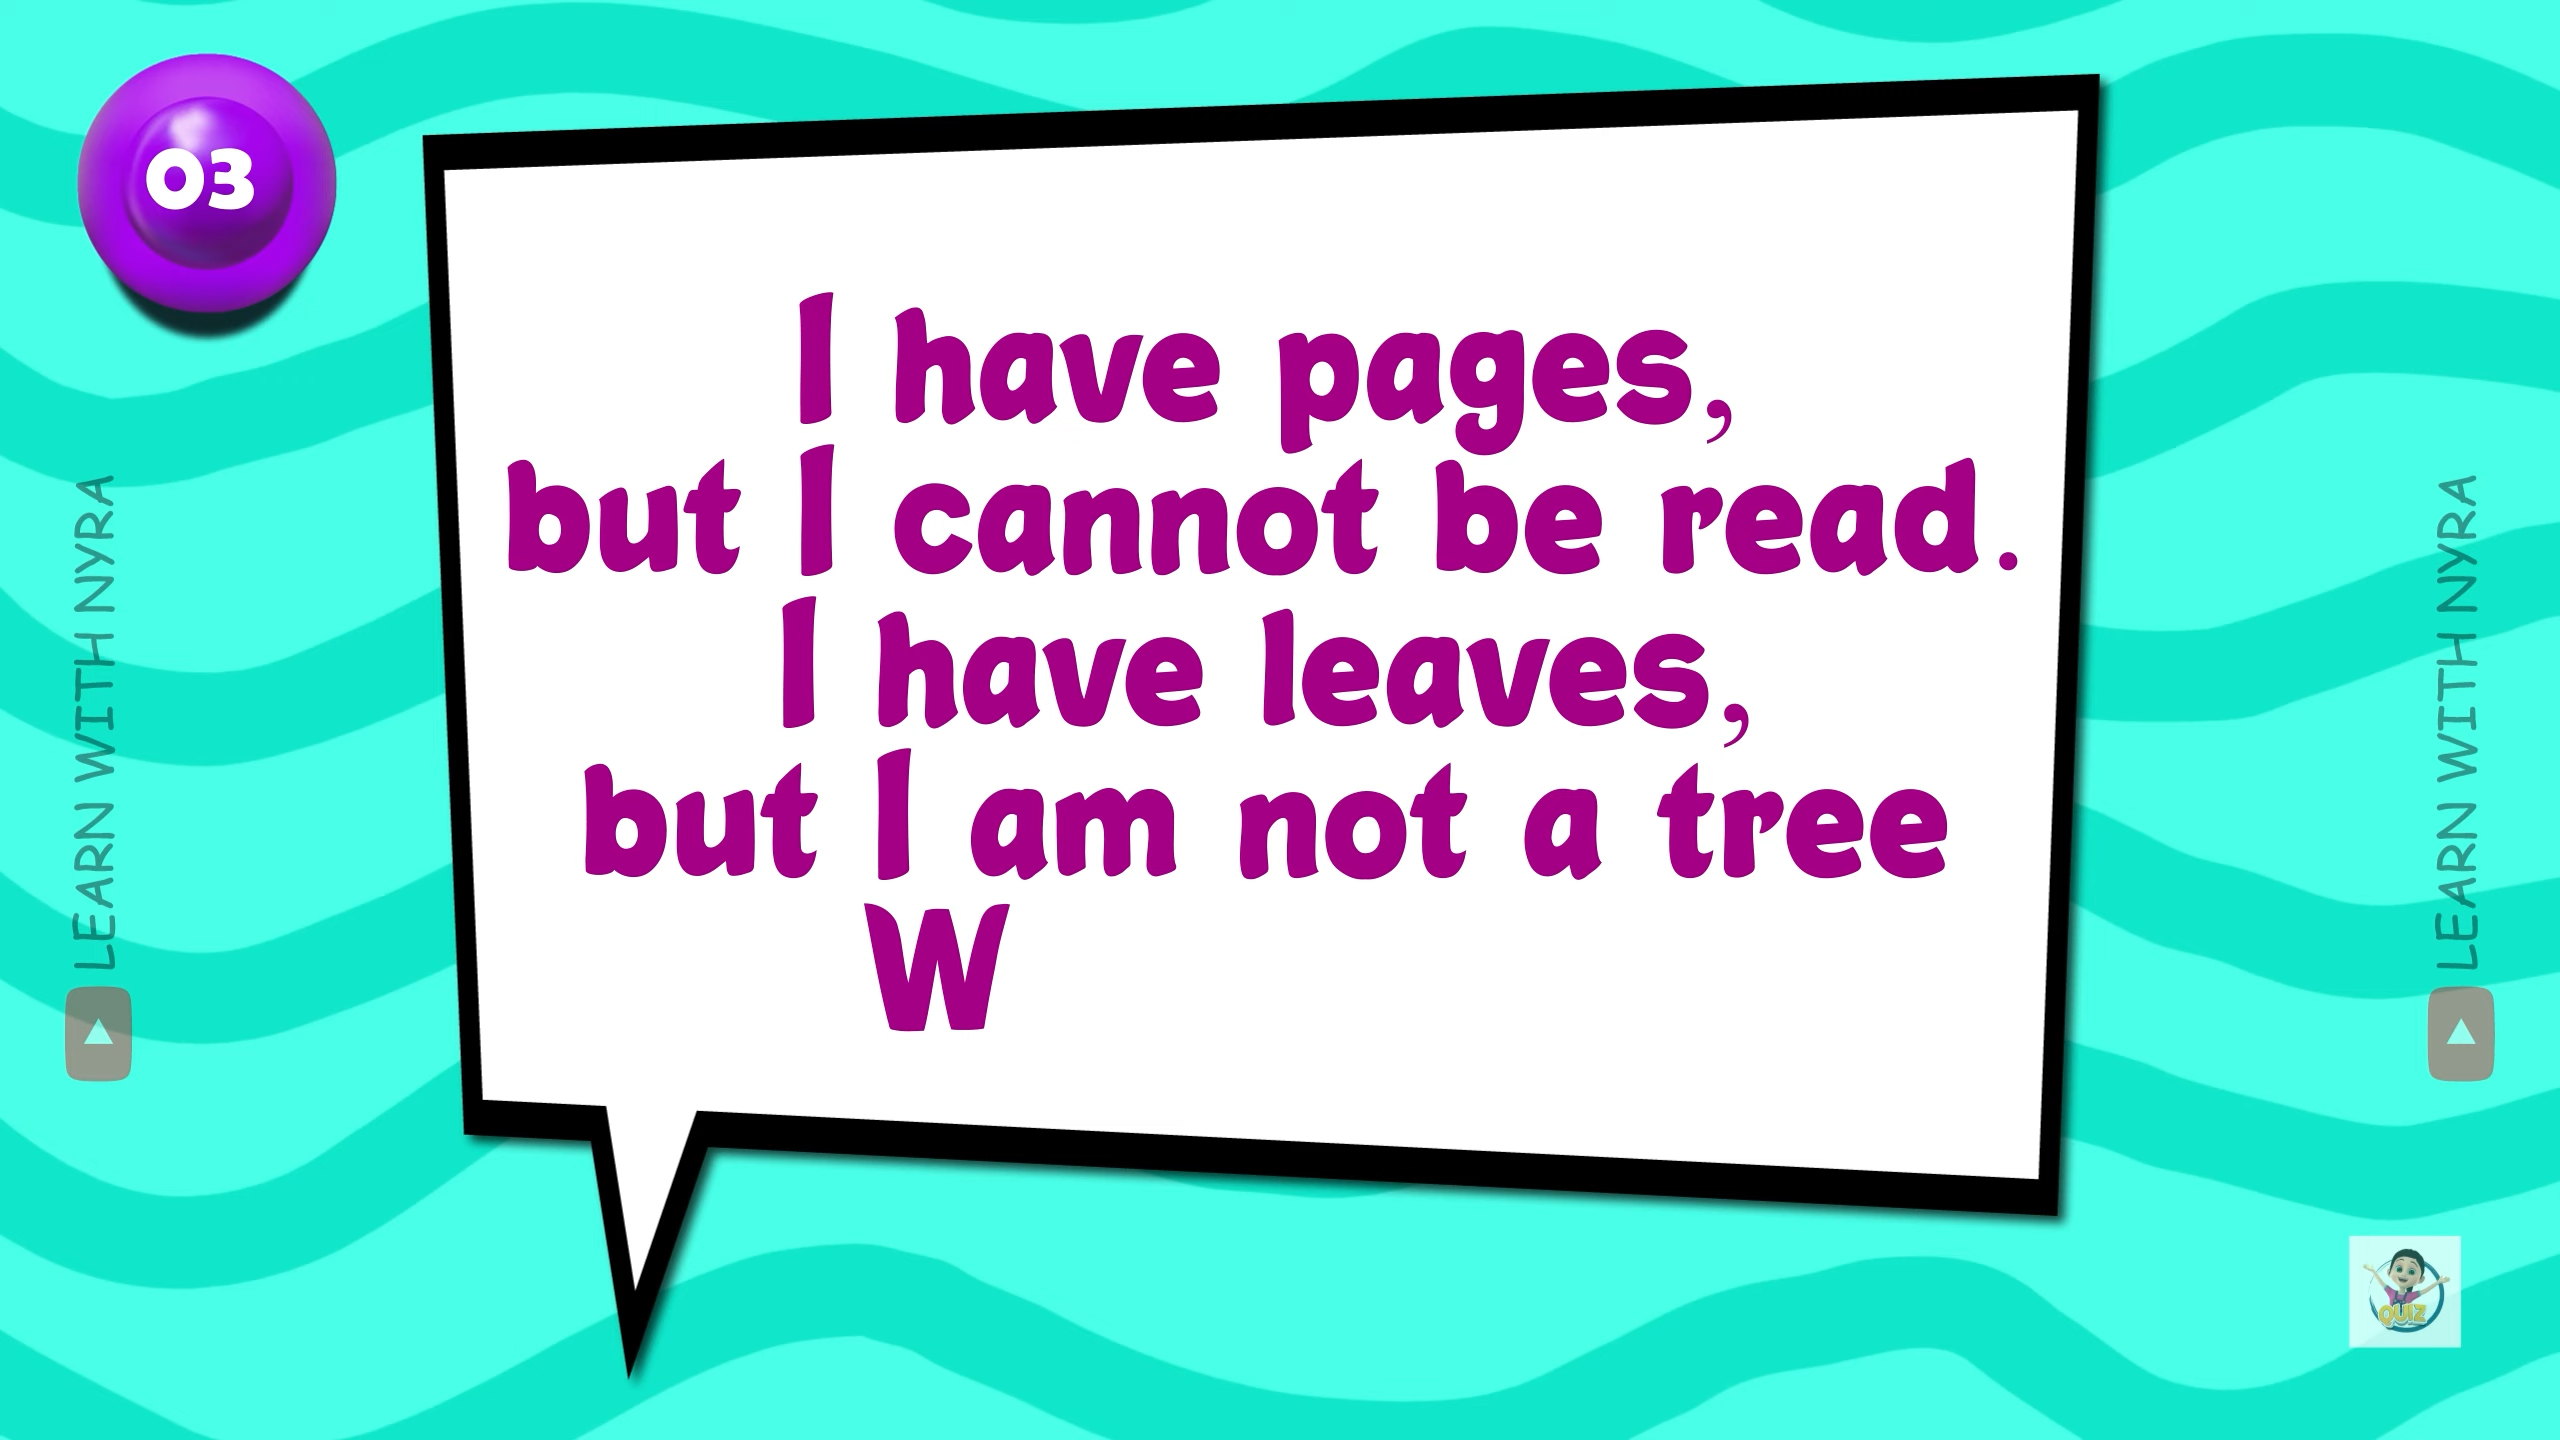 03
I have pages,
but I cannot be read.
I have leaves,
but I am not a tree
W
LEARN WITH NYRA
LEARN WITH NYRA
QUIZ